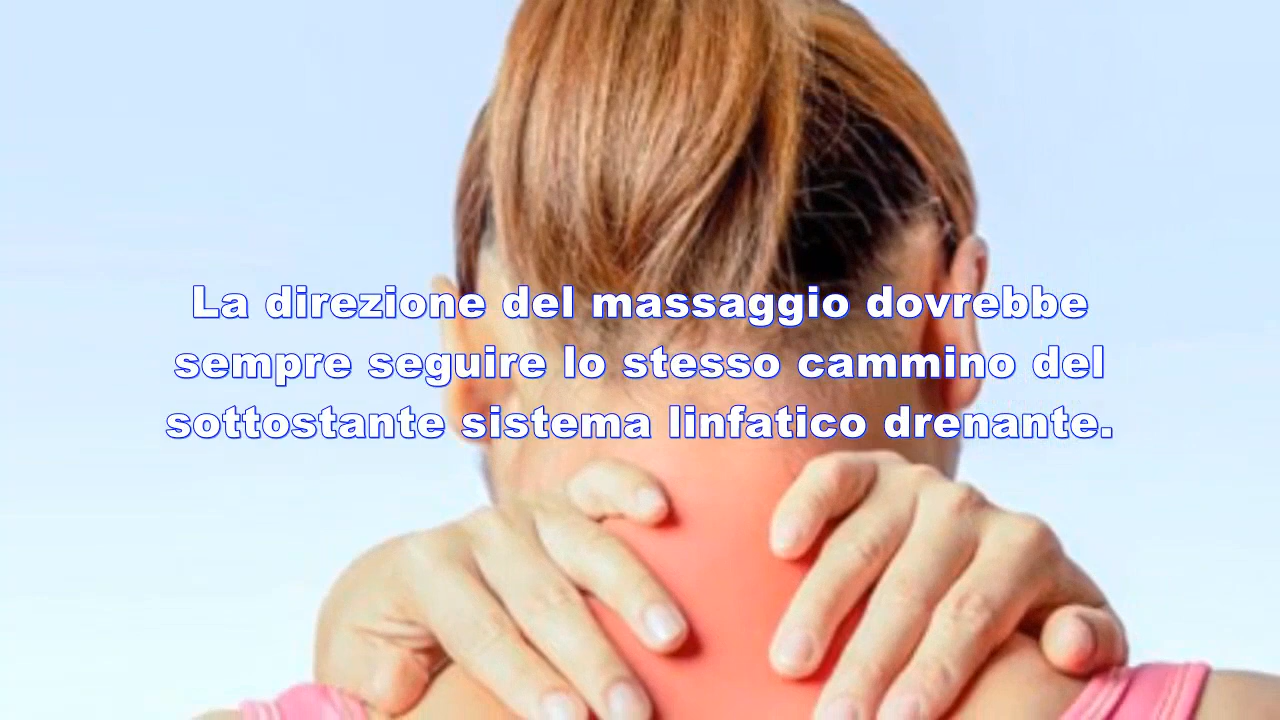 La direzione del massaggio dovrebbe
sempre seguire lo stesso cammino del
sottostante sistema linfatico drenante.